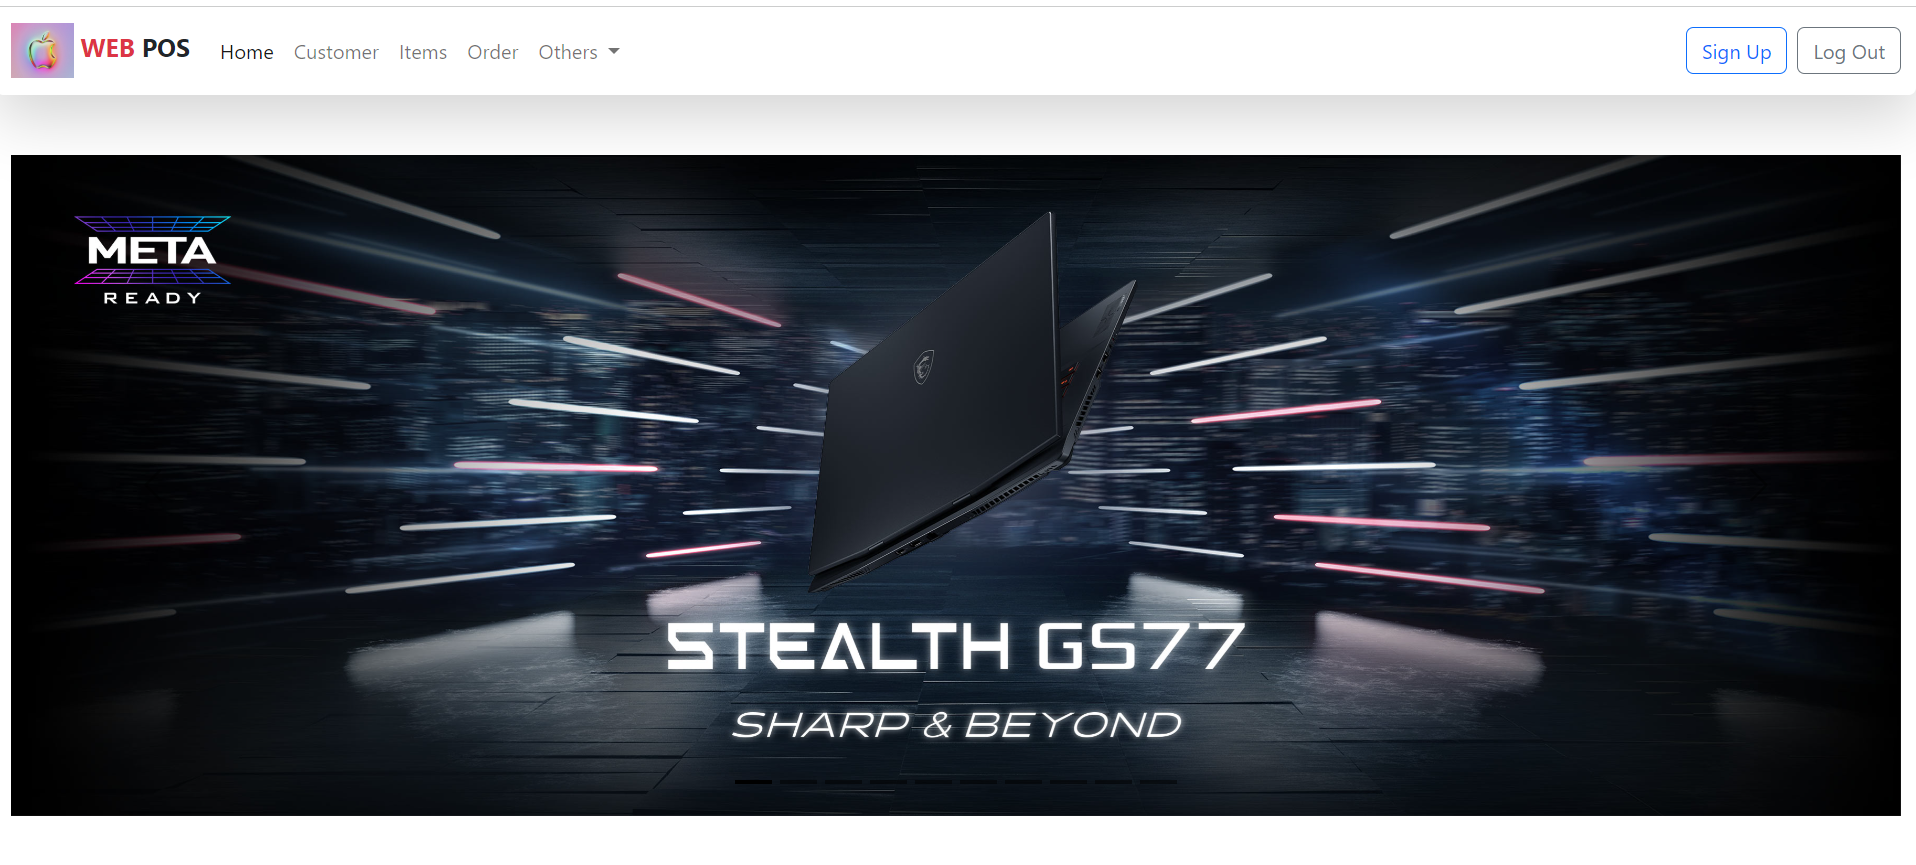 WEB POS
Home Customer Items Order Others
Sign Up Log Out
META
READY
STEALTH GS77
SHARP & BEYOND